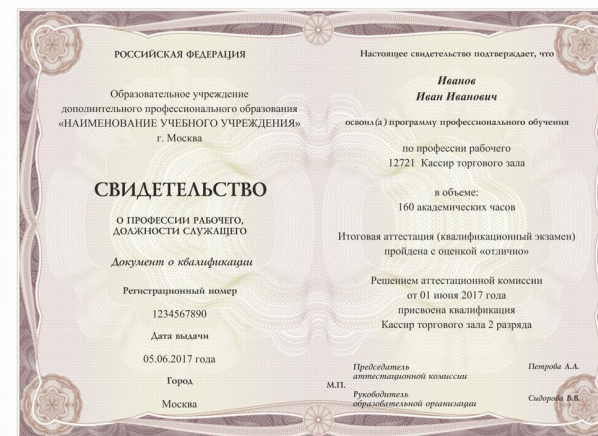 РОССИЙСКАЯ ФЕДЕРАЦИЯ
Образовательное учреждение
дополнительного профессионального образования
«НАИМЕНОВАНИЕ УЧЕБНОГО УЧРЕЖДЕНИЯ»
г. Москва
СВИДЕТЕЛЬСТВО
О ПРОФЕССИИ РАБОЧЕГО,
ДОЛЖНОСТИ СЛУЖАЩЕГО
Документ о квалификации
Регистрационный номер
1234567890
Дата выдачи
05.06.2017 года
Город
Москва
Настоящее свидетельство подтверждает, что
Иванов
Иван Иванович
освоил(а) программу профессионального обучения
по профессии рабочего
12721 Кассир торгового зала
в объеме:
160 академических часов
Итоговая аттестация (квалификационный экзамен)
пройдена с оценкой «отлично»
Решением аттестационной комиссии
от 01 июня 2017 года
присвоена квалификация
Кассир торгового зала 2 разряда
Председатель
аттестационной комиссии
Петрова А.А.
М.П.
Руководитель
образовательной организации
Сидорова В.В.